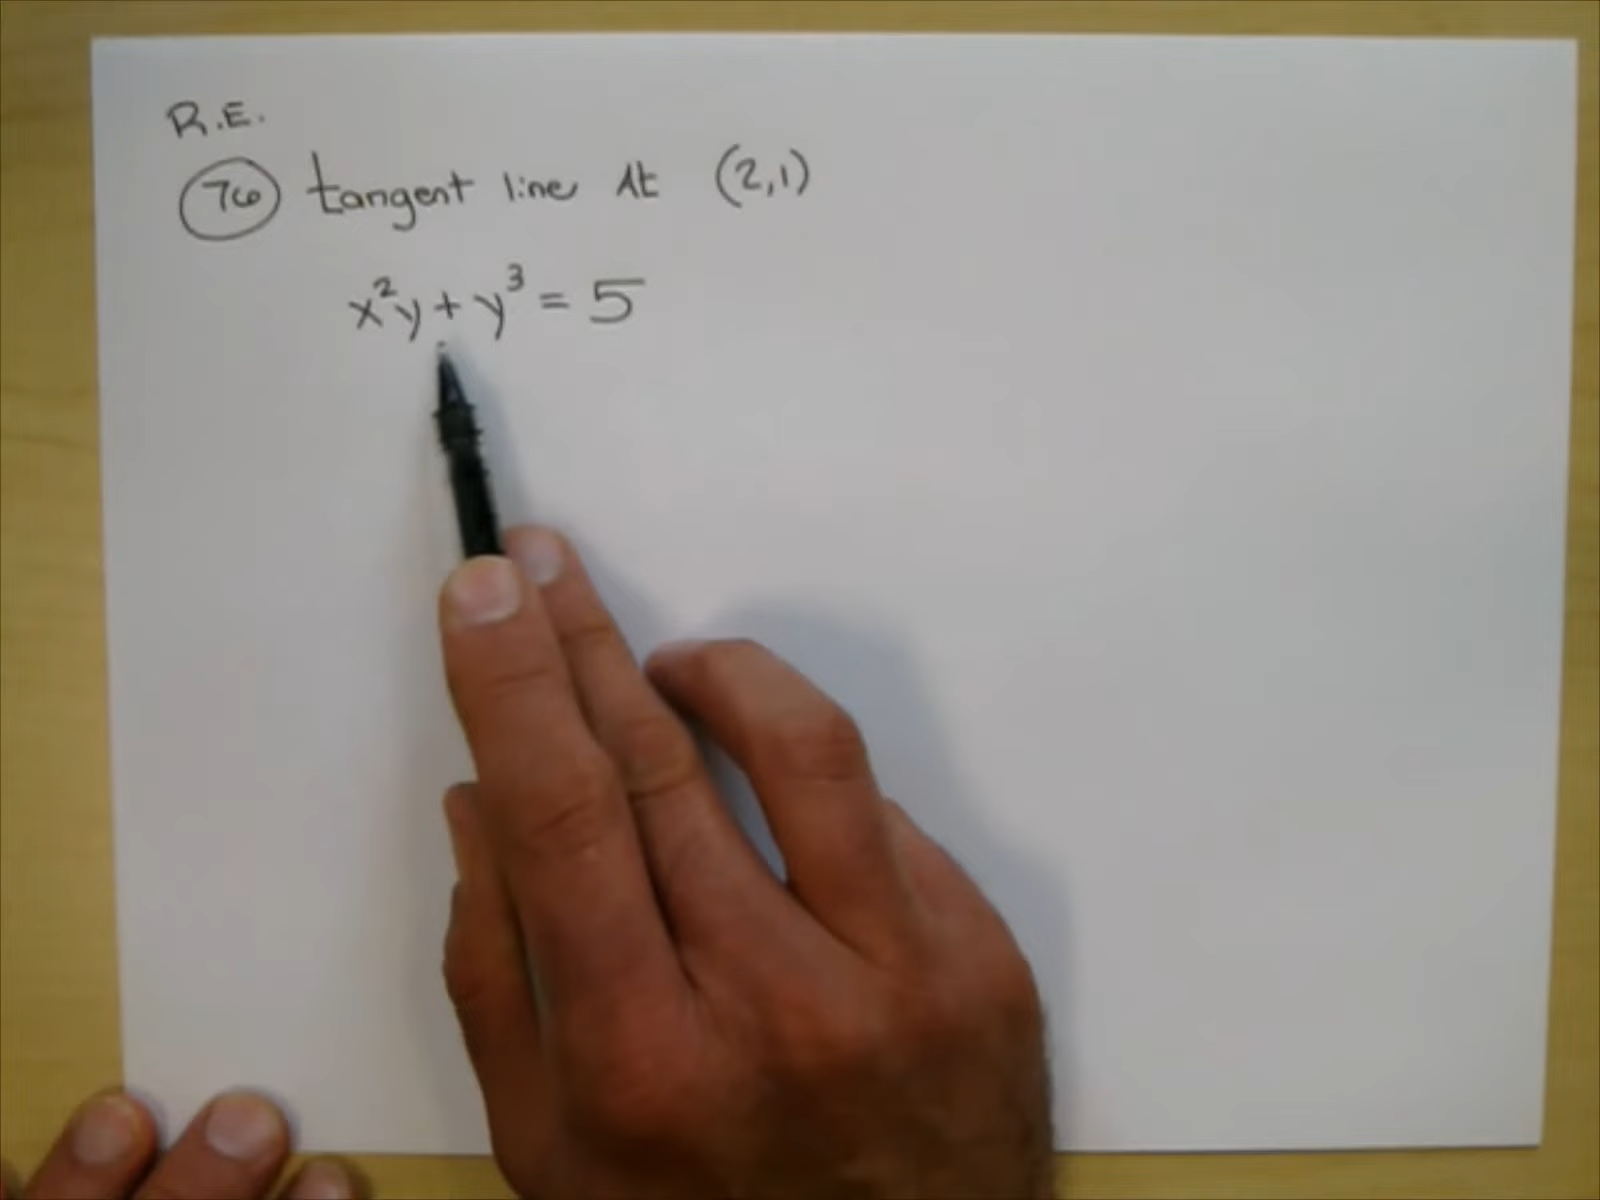 R.E.
76 tangent line at (2,1)
x²y + y³ = 5